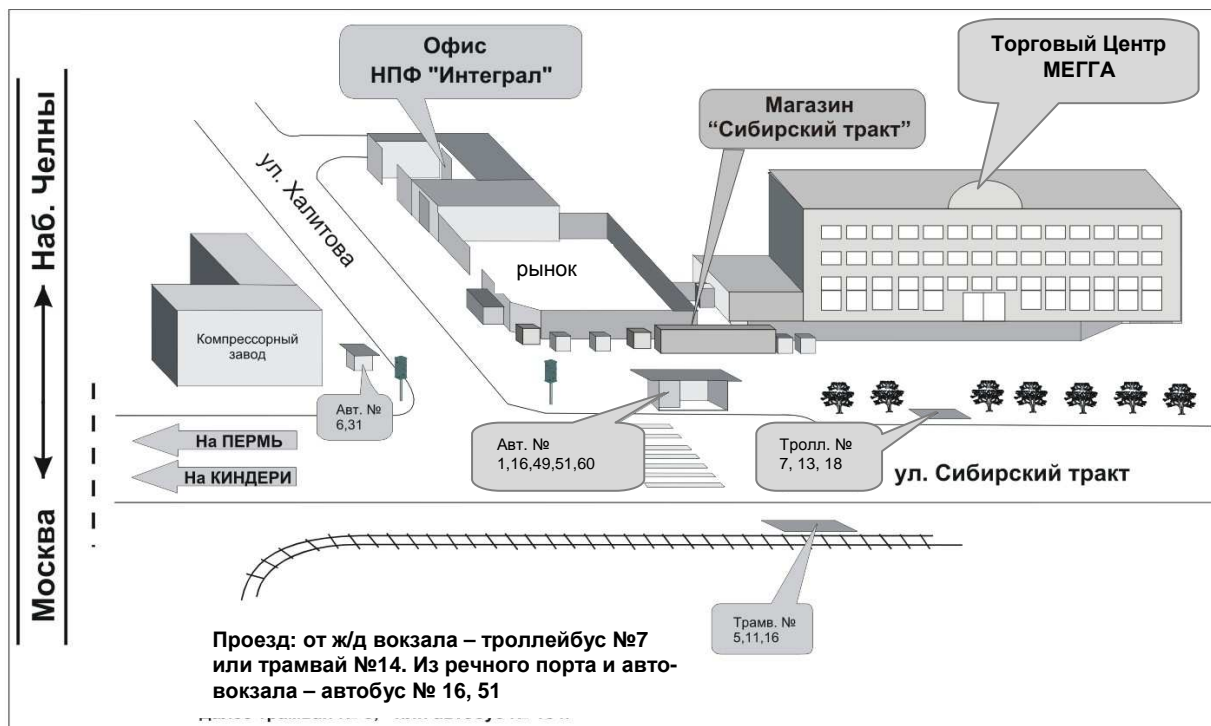 Офис
НПФ "Интеграл"
Торговый Центр
МЕГГА
Магазин
“Сибирский тракт”
Наб. Челны
Москва
ул. Халитова
рынок
Компрессорный
завод
Авт. №
6,31
На ПЕРМЬ
На КИНДЕРИ
Авт. №
1,16,49,51,60
Тролл. №
7, 13, 18
ул. Сибирский тракт
Трамв. №
5,11,16
Проезд: от ж/д вокзала – троллейбус №7
или трамвай №14. Из речного порта и авто-
вокзала – автобус № 16, 51